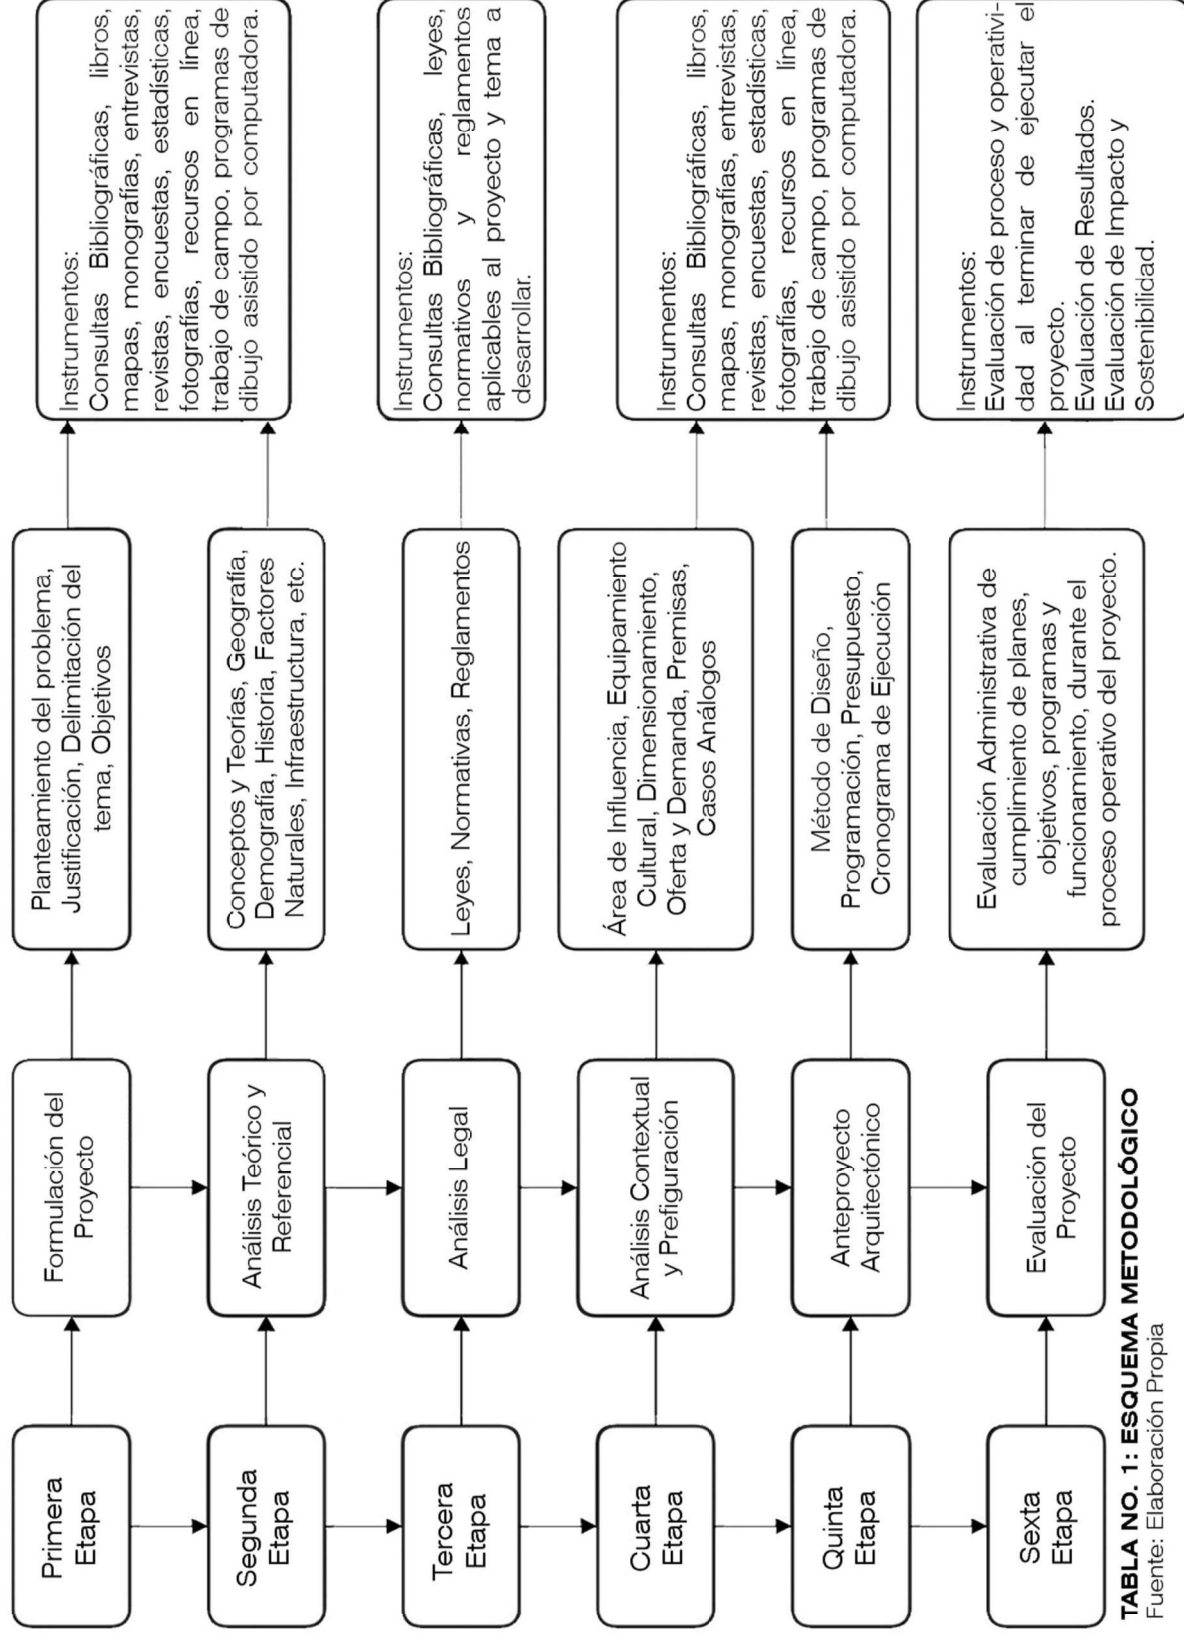 Primera
Etapa
Formulación del
Proyecto
Planteamiento del problema,
Justificación, Delimitación del
tema, Objetivos
Instrumentos:
Consultas Bibliográficas, libros,
mapas, monografías, entrevistas,
revistas, encuestas, estadísticas,
fotografías, recursos en línea,
trabajo de campo, programas de
dibujo asistido por computadora.
Segunda
Etapa
Análisis Teórico y
Referencial
Conceptos y Teorías, Geografía,
Demografía, Historia, Factores
Naturales, Infraestructura, etc.
Tercera
Etapa
Análisis Legal
Leyes, Normativas, Reglamentos
Instrumentos:
Consultas Bibliográficas, leyes,
normativos y reglamentos
aplicables al proyecto y tema a
desarrollar.
Cuarta
Etapa
Análisis Contextual
y Prefiguración
Área de Influencia, Equipamiento
Cultural, Dimensionamiento,
Oferta y Demanda, Premisas,
Casos Análogos
Instrumentos:
Consultas Bibliográficas, libros,
mapas, monografías, entrevistas,
revistas, encuestas, estadísticas,
fotografías, recursos en línea,
trabajo de campo, programas de
dibujo asistido por computadora.
Quinta
Etapa
Anteproyecto
Arquitectónico
Método de Diseño,
Programación, Presupuesto,
Cronograma de Ejecución
Sexta
Etapa
Evaluación del
Proyecto
Evaluación Administrativa de
cumplimiento de planes,
objetivos, programas y
funcionamiento, durante el
proceso operativo del proyecto.
Instrumentos:
Evaluación de proceso y operativi-
dad al terminar de ejecutar el
proyecto.
Evaluación de Resultados.
Evaluación de Impacto y
Sostenibilidad.
TABLA NO. 1: ESQUEMA METODOLÓGICO
Fuente: Elaboración Propia